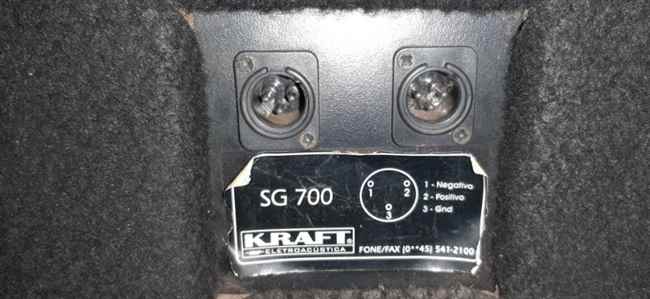 SG 700
1 2
3
1 - Negativo
2 - Positivo
3 - Gnd
KRAFT®
ELETROACÚSTICA
FONE/FAX (0**45) 541-2100